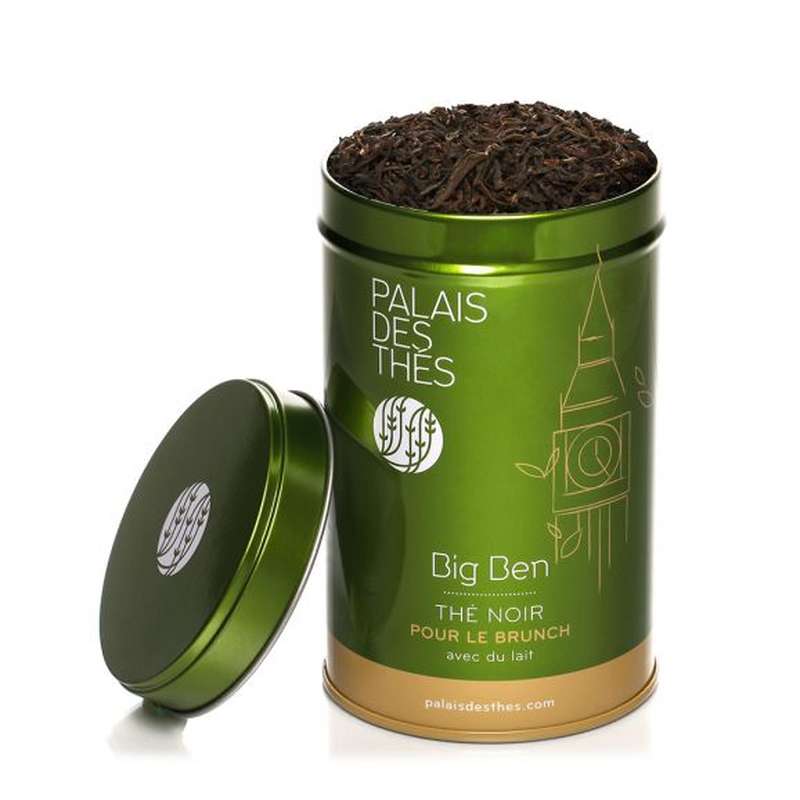 PALAIS
DES
THÉS
Big Ben
THÉ NOIR
POUR LE BRUNCH
avec du lait
palaisdesthes.com